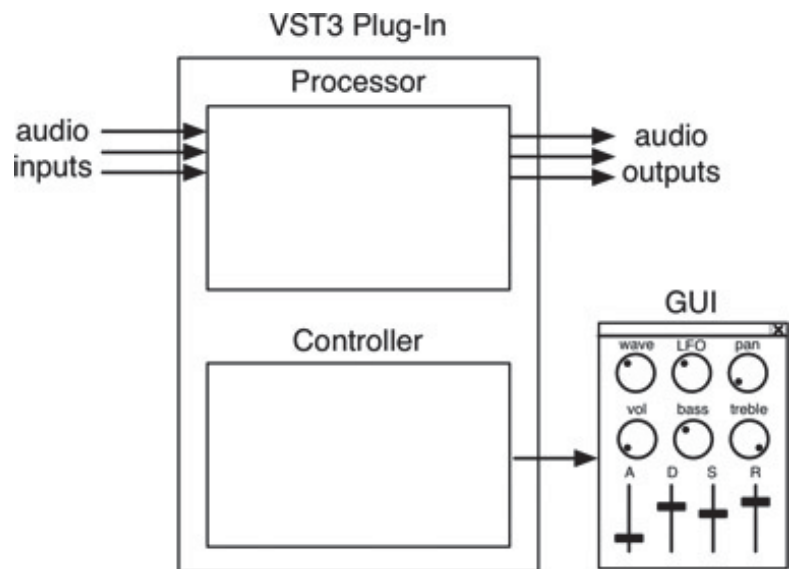 VST3 Plug-In
Processor
audio
inputs
audio
outputs
Controller
GUI
X
wave LFO pan
vol bass treble
A D S R